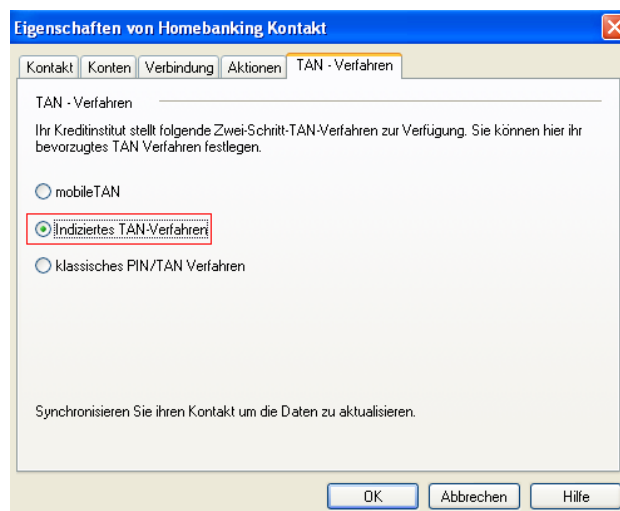 Eigenschaften von Homebanking Kontakt
Kontakt Konten Verbindung Aktionen TAN - Verfahren
TAN - Verfahren
Ihr Kreditinstitut stellt folgende Zwei-Schritt-TAN-Verfahren zur Verfügung. Sie können hier ihr
bevorzugtes TAN Verfahren festlegen.
mobileTAN
Indiziertes TAN-Verfahren
klassisches PIN/TAN Verfahren
Synchronisieren Sie ihren Kontakt um die Daten zu aktualisieren.
OK Abbrechen Hilfe